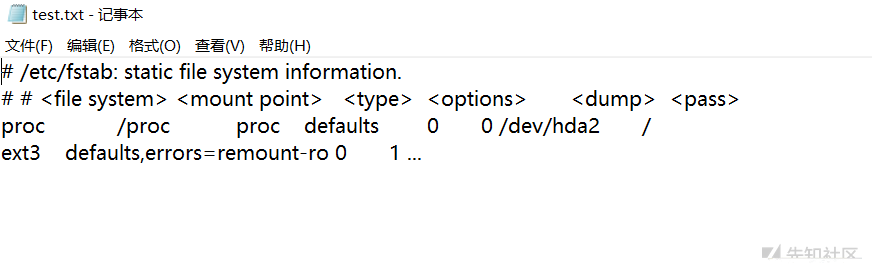 test.txt - 记事本
文件(F) 编辑(E) 格式(O) 查看(V) 帮助(H)
# /etc/fstab: static file system information.
# # <file system> <mount point> <type> <options> <dump> <pass>
proc /proc proc defaults 0 0 /dev/hda2 /
ext3 defaults,errors=remount-ro 0 1 ...
先知社区